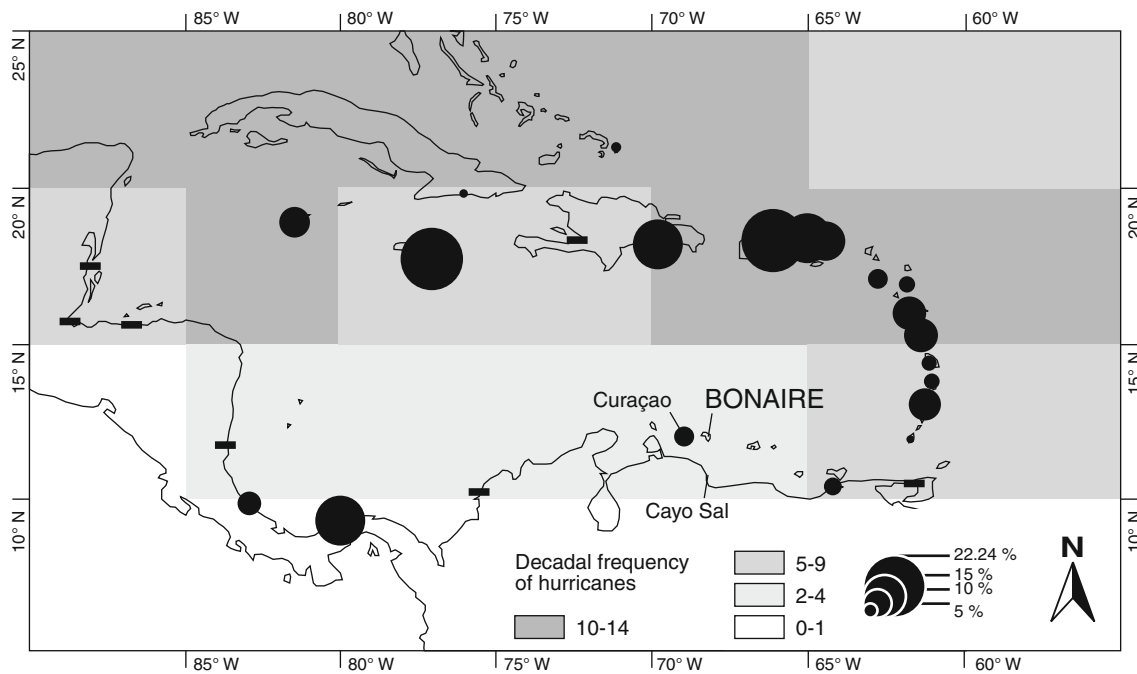 85° W 80° W 75° W 70° W 65° W 60° W
25° N 25° N
20° N 20° N
15° N 15° N
Curaçao BONAIRE
Cayo Sal
10° N 10° N
Decadal frequency
of hurricanes
10-14
5-9
2-4
0-1
22.24 %
15 %
10 %
5 %
N
85° W 80° W 75° W 70° W 65° W 60° W